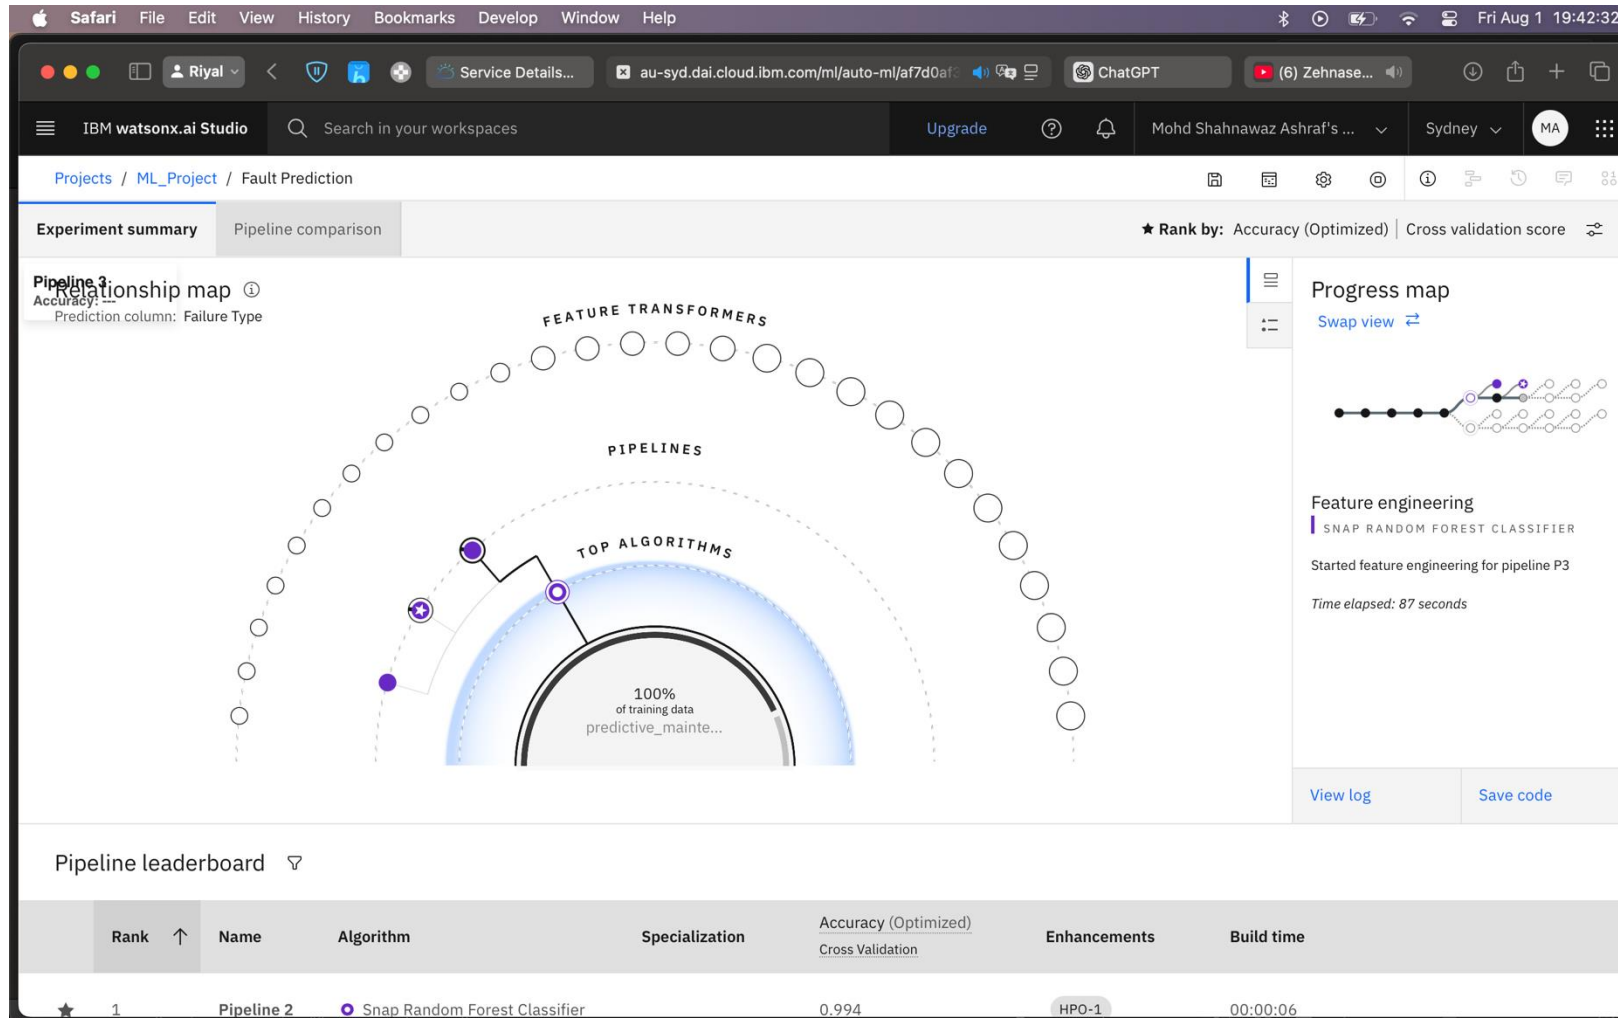 Safari File Edit View History Bookmarks Develop Window Help Fri Aug 1 19:42:32
Riyal Service Details... au-syd.dai.cloud.ibm.com/ml/auto-ml/af7d0af ChatGPT (6) Zehnase...
IBM watsonx.ai Studio Search in your workspaces Upgrade Mohd Shahnawaz Ashraf's ... Sydney MA
Projects / ML_Project / Fault Prediction
Experiment summary Pipeline comparison Rank by: Accuracy (Optimized) | Cross validation score
Pipeline 3
Accuracy: ---
Relationship map
Prediction column: Failure Type
FEATURE TRANSFORMERS
PIPELINES
TOP ALGORITHMS
100%
of training data
predictive_mainte...
Progress map
Swap view
Feature engineering
SNAP RANDOM FOREST CLASSIFIER
Started feature engineering for pipeline P3
Time elapsed: 87 seconds
View log Save code
Pipeline leaderboard
Rank Name Algorithm Specialization Accuracy (Optimized) Enhancements Build time
Cross Validation
1 Pipeline 2 Snap Random Forest Classifier 0.994 HPO-1 00:00:06